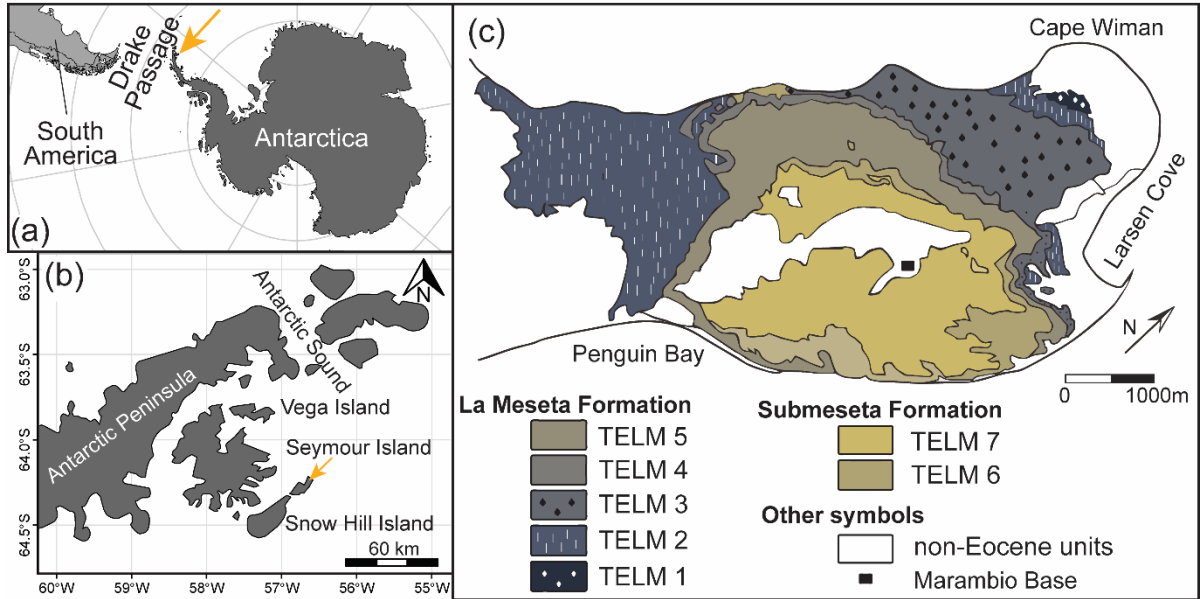 (a)
Drake
Passage
South
America
Antarctica
(b)
N
63.0°S
63.5°S
64.0°S
64.5°S
Antarctic Sound
Antarctic Peninsula
Vega Island
Seymour Island
Snow Hill Island
60 km
60°W
59°W
58°W
57°W
56°W
55°W
(c)
Cape Wiman
Larsen Cove
Penguin Bay
N
0
1000m
La Meseta Formation
TELM 5
TELM 4
TELM 3
TELM 2
TELM 1
Submeseta Formation
TELM 7
TELM 6
Other symbols
non-Eocene units
Marambio Base